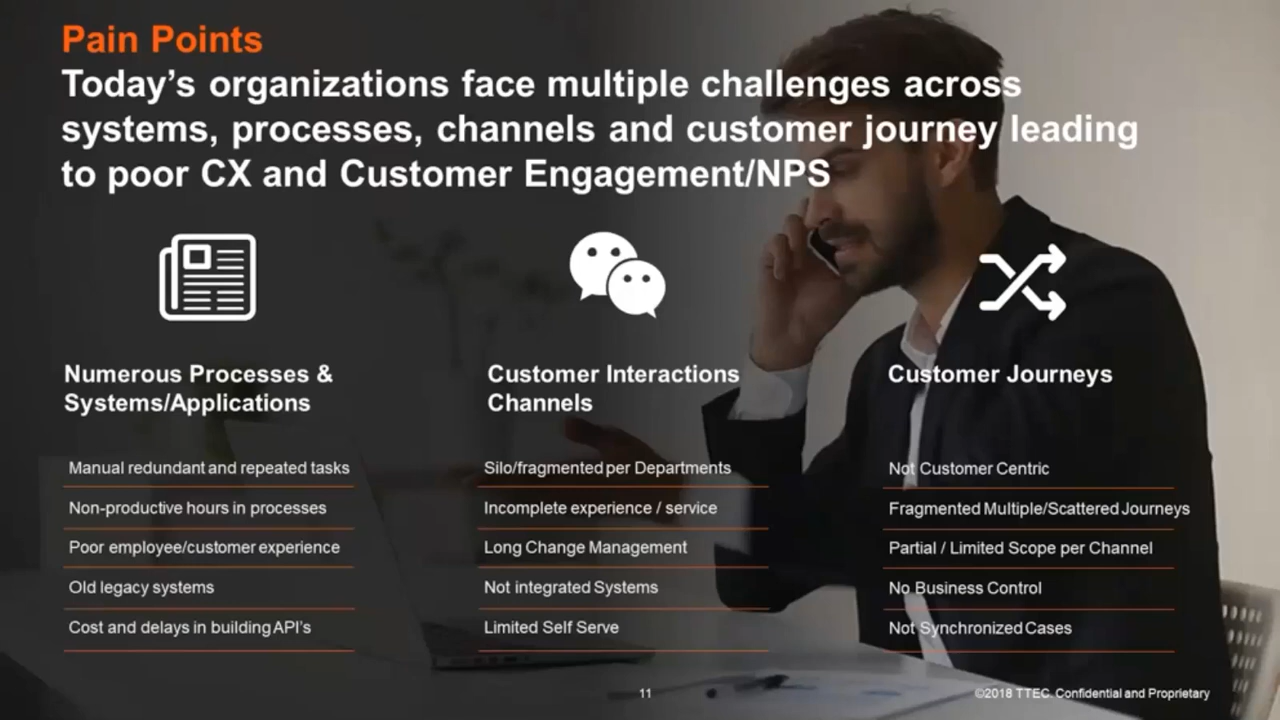 Pain Points
Today's organizations face multiple challenges across
systems, processes, channels and customer journey leading
to poor CX and Customer Engagement/NPS
Numerous Processes &
Systems/Applications
Manual redundant and repeated tasks
Non-productive hours in processes
Poor employee/customer experience
Old legacy systems
Cost and delays in building API's
Customer Interactions
Channels
Silo/fragmented per Departments
Incomplete experience / service
Long Change Management
Not integrated Systems
Limited Self Serve
Customer Journeys
Not Customer Centric
Fragmented Multiple/Scattered Journeys
Partial / Limited Scope per Channel
No Business Control
Not Synchronized Cases
11
©2018 TTEC. Confidential and Proprietary